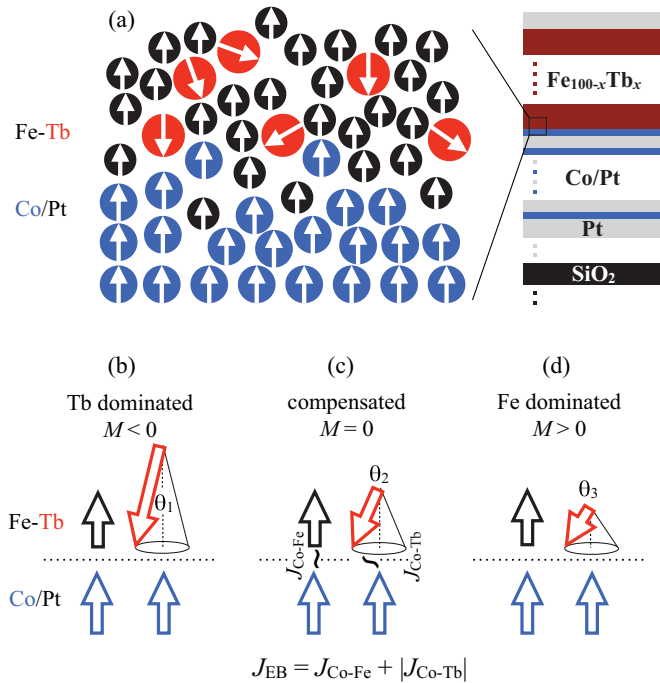 (a)
Fe-Tb
Co/Pt
Fe100-xTbx
Co/Pt
Pt
SiO2
(b)
Tb dominated
M < 0
(c)
compensated
M = 0
(d)
Fe dominated
M > 0
Fe-Tb
Co/Pt
θ1
θ2
θ3
JCo-Fe
JCo-Tb
JEB = JCo-Fe + |JCo-Tb|